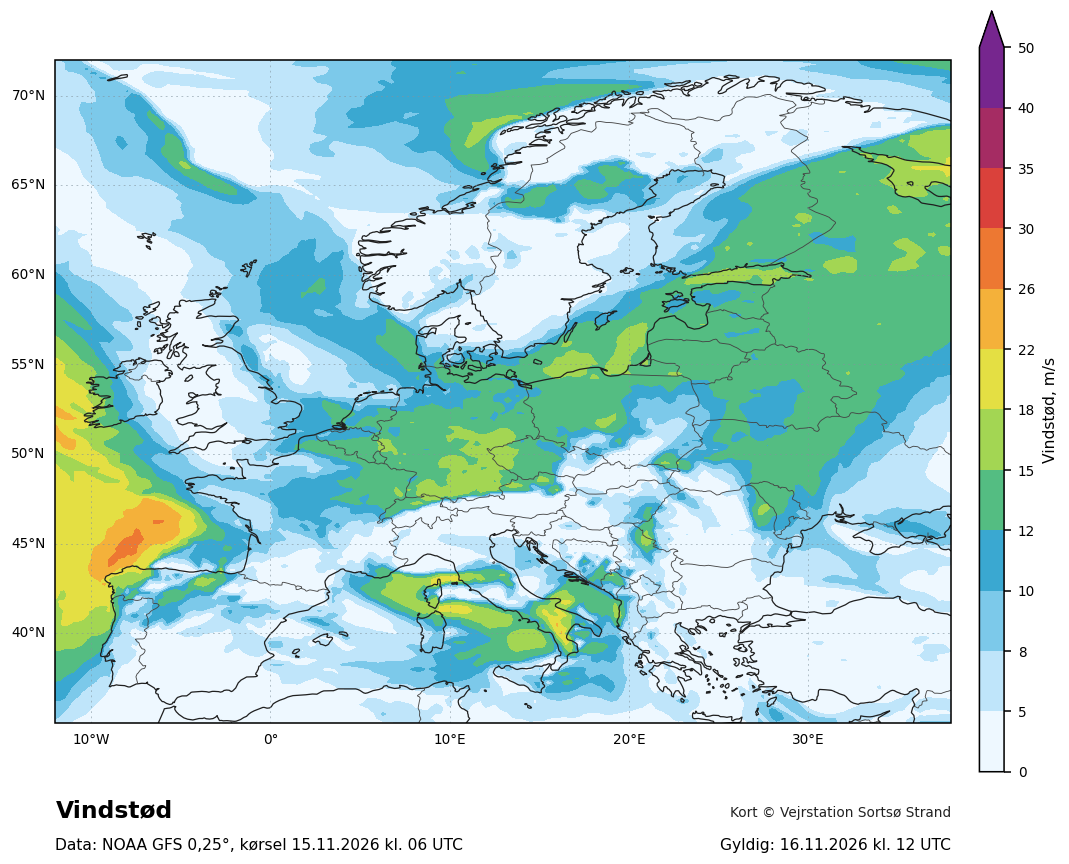 50
40
35
30
26
22
18
15
12
10
8
5
0
Vindstød, m/s
70°N
65°N
60°N
55°N
50°N
45°N
40°N
10°W
0°
10°E
20°E
30°E
Vindstød
Kort © Vejrstation Sortsø Strand
Data: NOAA GFS 0,25°, kørsel 15.11.2026 kl. 06 UTC
Gyldig: 16.11.2026 kl. 12 UTC